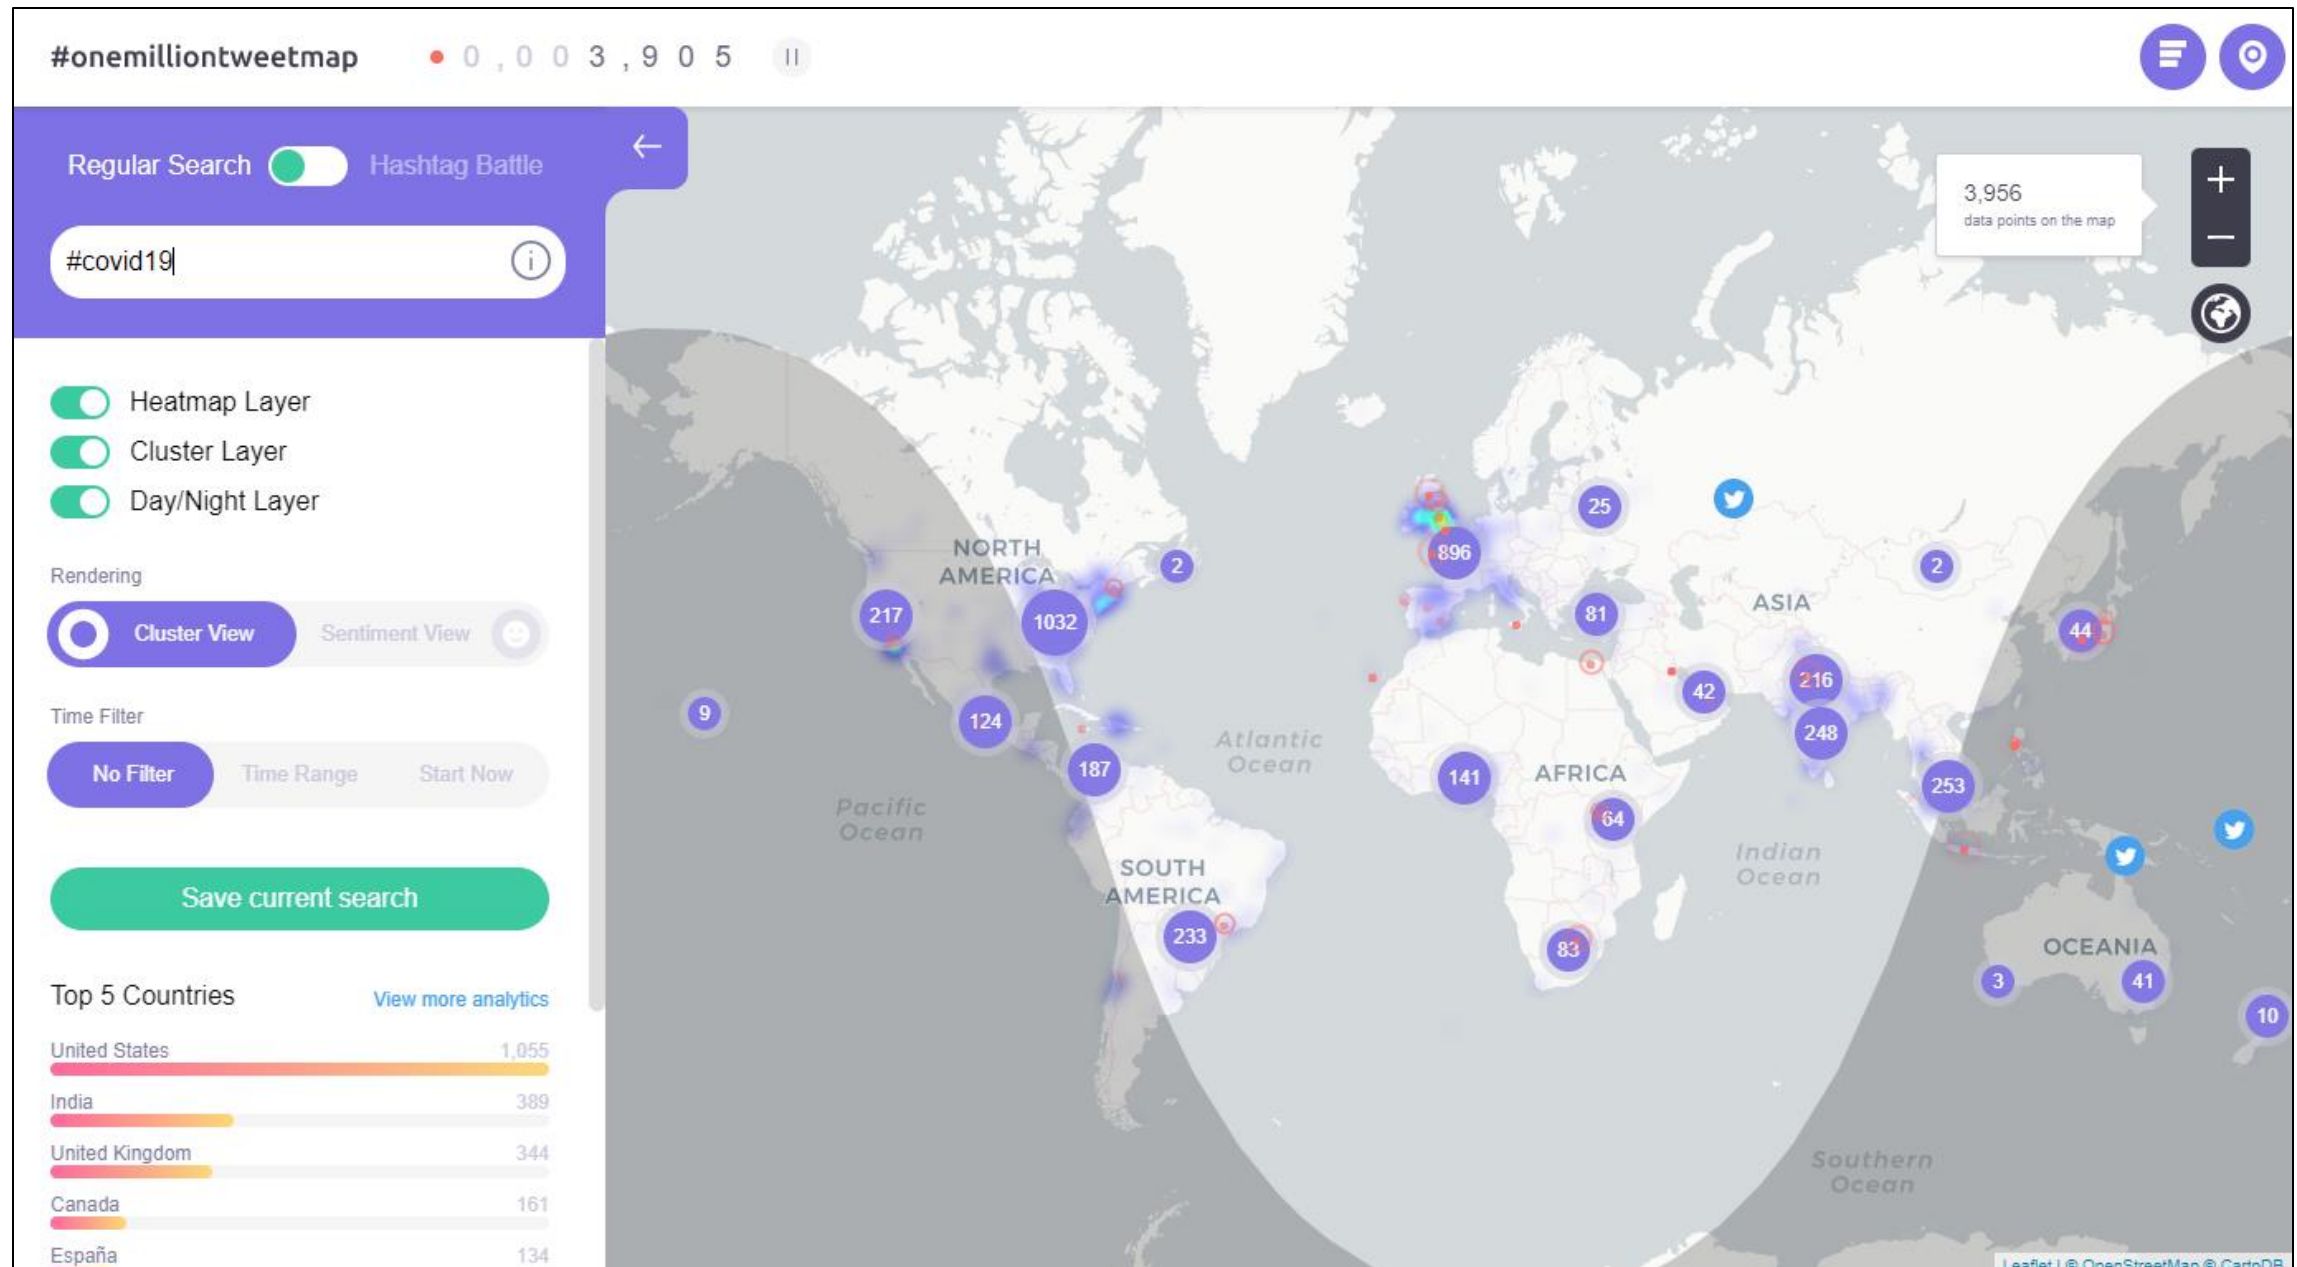 #onemilliontweetmap
0,003,905
Regular Search
Hashtag Battle
#covid19
Heatmap Layer
Cluster Layer
Day/Night Layer
Rendering
Cluster View
Sentiment View
Time Filter
No Filter
Time Range
Start Now
Save current search
Top 5 Countries
View more analytics
United States
1,055
India
389
United Kingdom
344
Canada
161
España
134
3,956
data points on the map
+
−
NORTH
AMERICA
2
217
1032
9
124
187
Pacific
Ocean
Atlantic
Ocean
SOUTH
AMERICA
233
25
896
81
ASIA
2
44
216
42
248
141
AFRICA
64
253
Indian
Ocean
83
OCEANIA
3
41
10
Southern
Ocean
Leaflet | © OpenStreetMap © CartoDB